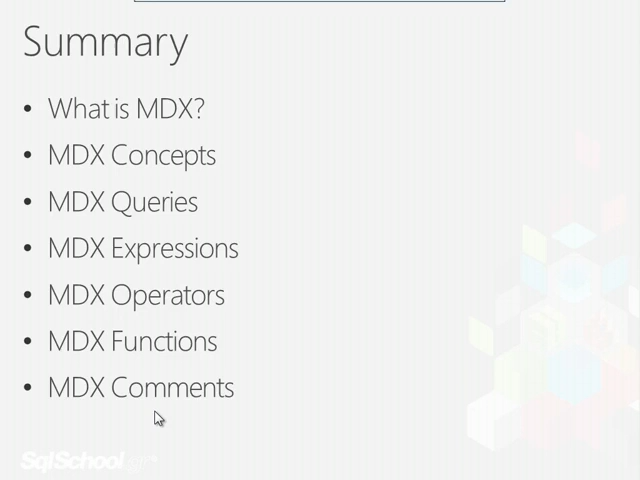 Summary
• What is MDX?
• MDX Concepts
• MDX Queries
• MDX Expressions
• MDX Operators
• MDX Functions
• MDX Comments
SqlSchool